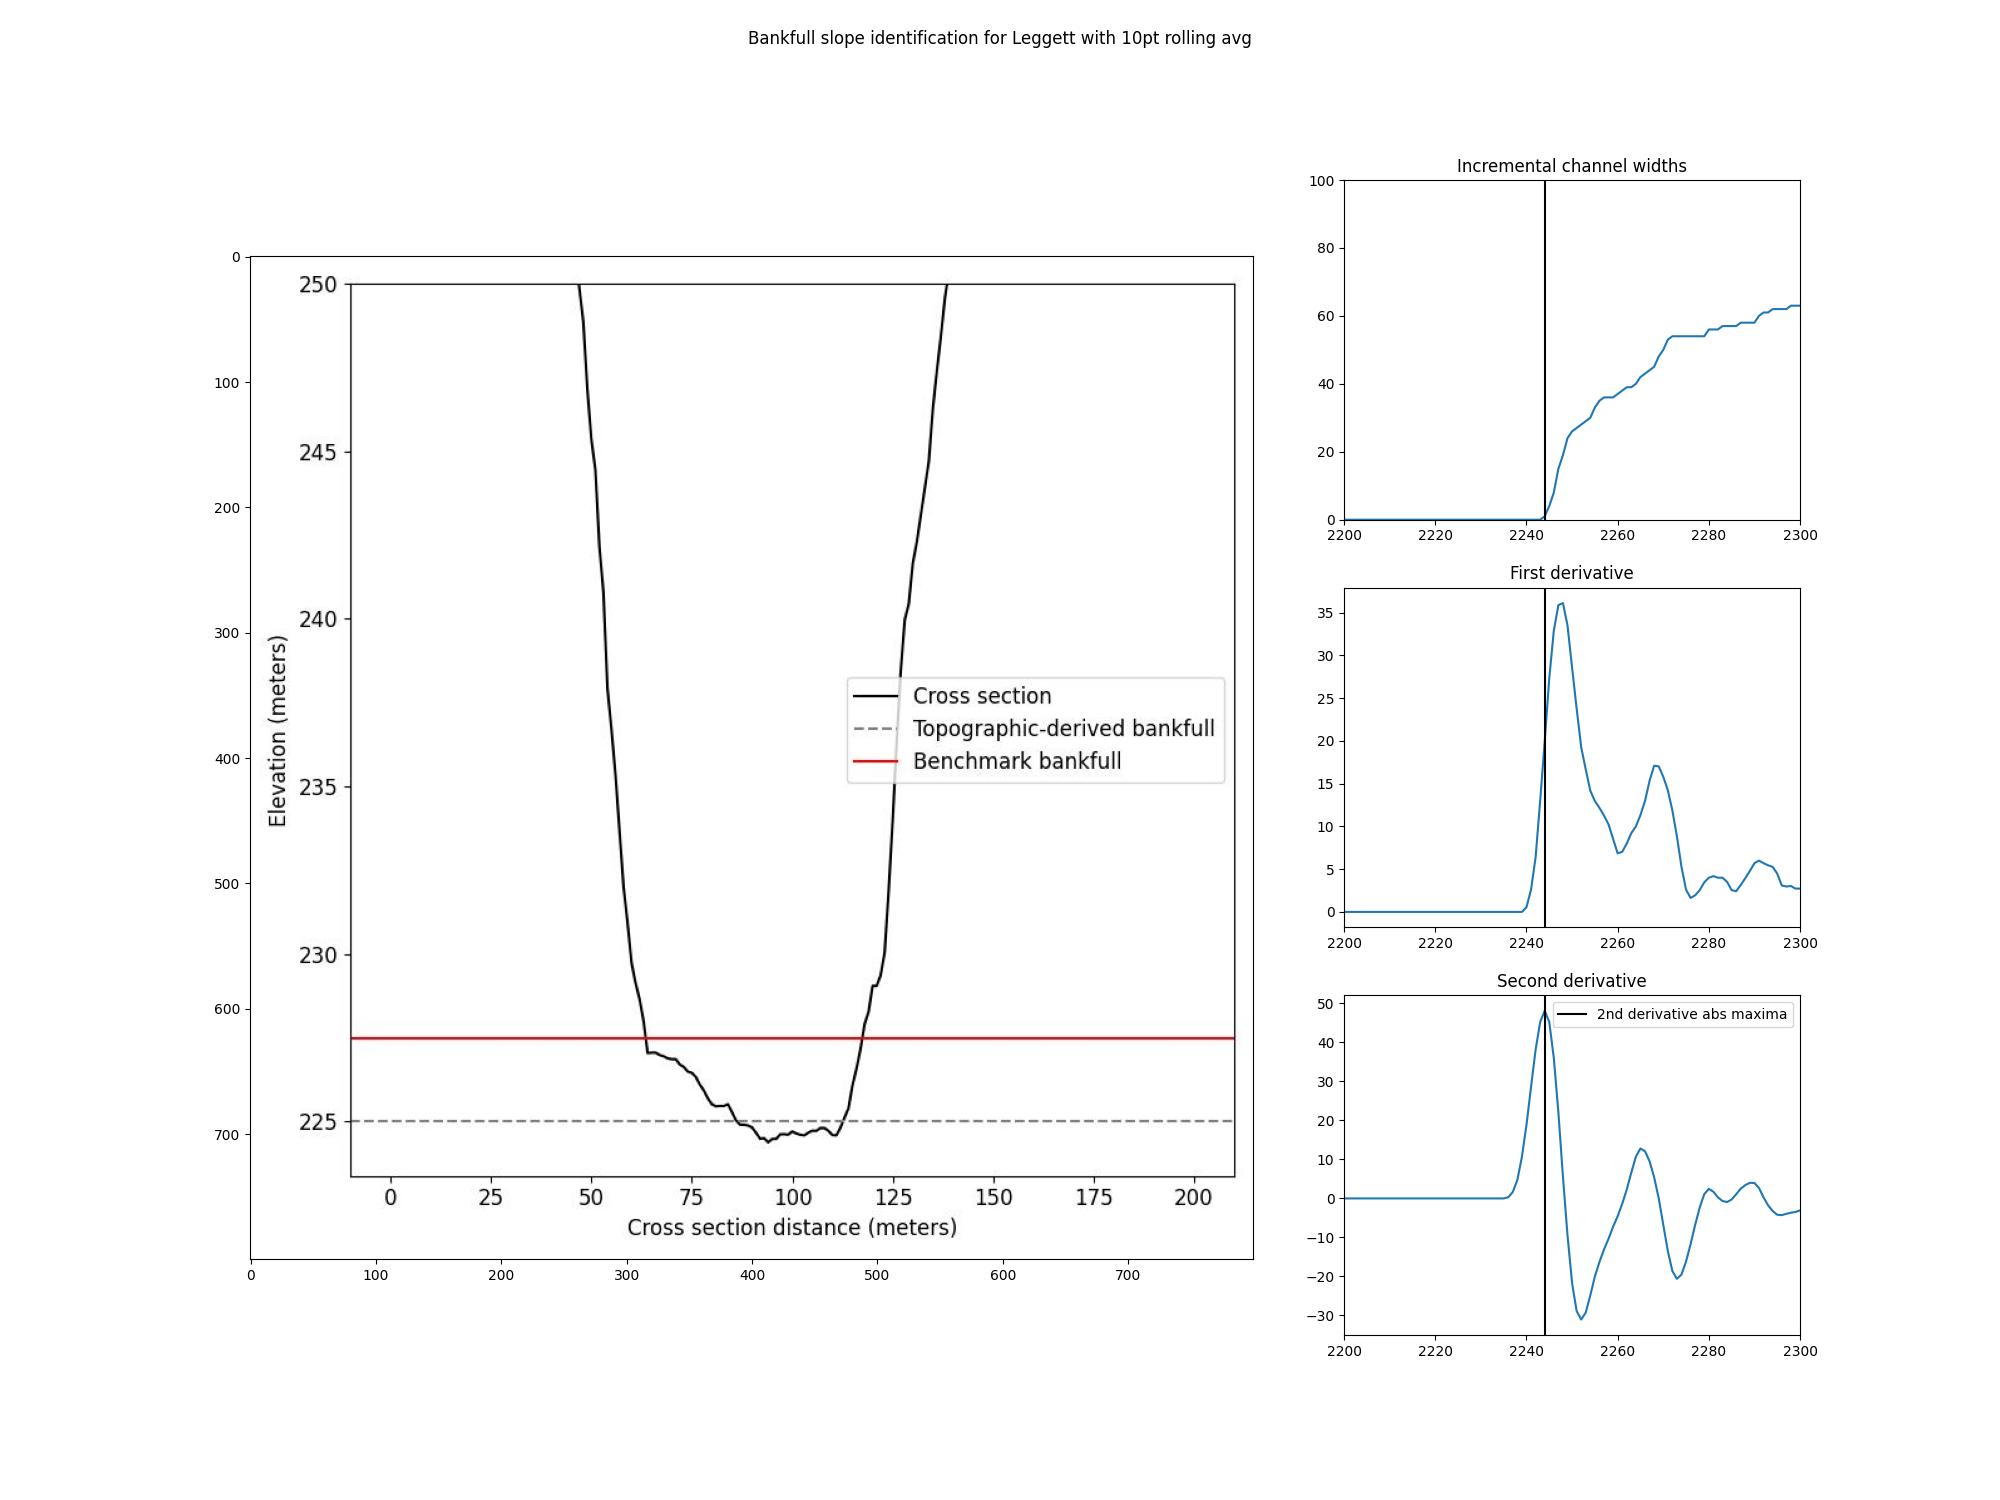 Bankfull slope identification for Leggett with 10pt rolling avg
0
100
200
300
400
500
600
700
250
245
240
235
230
225
Elevation (meters)
Cross section
Topographic-derived bankfull
Benchmark bankfull
0 25 50 75 100 125 150 175 200
Cross section distance (meters)
0 100 200 300 400 500 600 700
Incremental channel widths
100
80
60
40
20
0
2200 2220 2240 2260 2280 2300
First derivative
35
30
25
20
15
10
5
0
2200 2220 2240 2260 2280 2300
Second derivative
2nd derivative abs maxima
50
40
30
20
10
0
−10
−20
−30
2200 2220 2240 2260 2280 2300